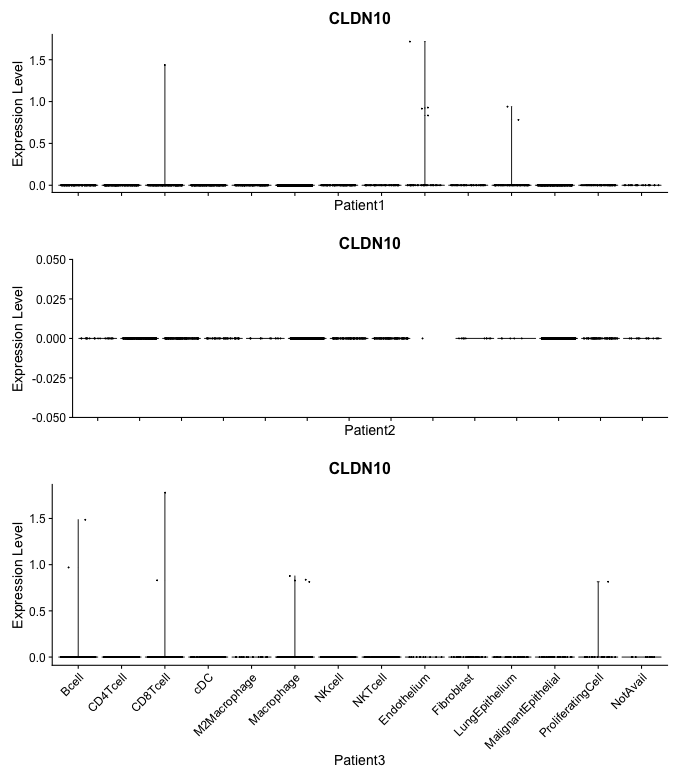 CLDN10
Expression Level
1.5
1.0
0.5
0.0
Patient1
CLDN10
Expression Level
0.050
0.025
0.000
-0.025
-0.050
Patient2
CLDN10
Expression Level
1.5
1.0
0.5
0.0
Bcell
CD4Tcell
CD8Tcell
cDC
M2Macrophage
Macrophage
NKcell
NKTcell
Endothelium
Fibroblast
LungEpithelium
MalignantEpithelial
ProliferatingCell
NotAvail
Patient3